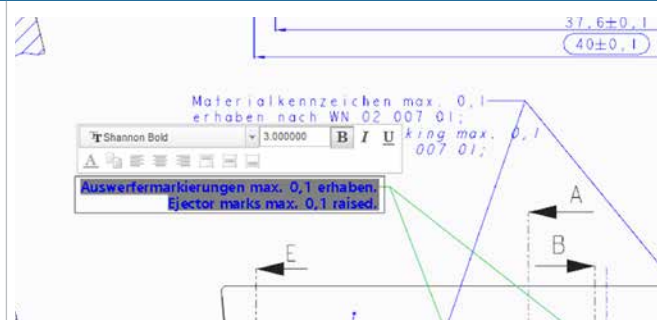 37,6±0,1
40±0,1
Materialkennzeichen max. 0,1
erhaben nach WN 02 007 01;
king max. 0,1
007 01;
Shannon Bold
3.000000
B I U
A
Auswerfermarkierungen max. 0,1 erhaben.
Ejector marks max. 0,1 raised.
A
B
E